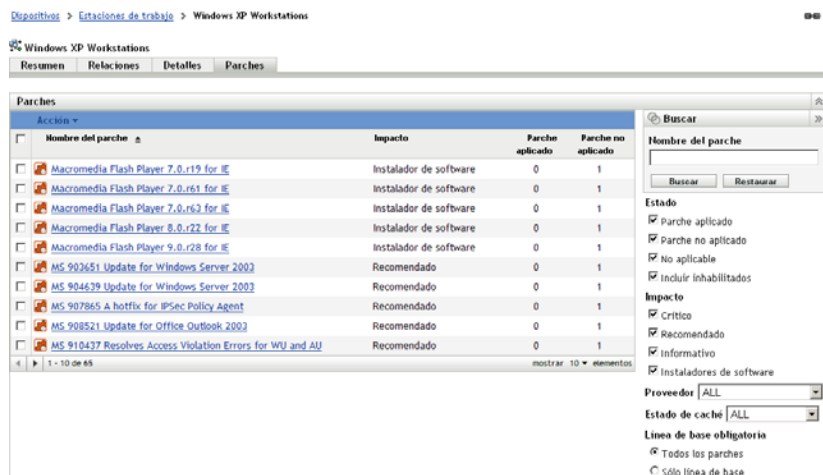 Dispositivos > Estaciones de trabajo > Windows XP Workstations
Windows XP Workstations
Resumen Relaciones Detalles Parches
Parches
Acción
Nombre del parche Impacto Parche aplicado Parche no aplicado
Macromedia Flash Player 7.0.r19 for IE Instalador de software 0 1
Macromedia Flash Player 7.0.r61 for IE Instalador de software 0 1
Macromedia Flash Player 7.0.r63 for IE Instalador de software 0 1
Macromedia Flash Player 8.0.r22 for IE Instalador de software 0 1
Macromedia Flash Player 9.0.r28 for IE Instalador de software 0 1
MS 903651 Update for Windows Server 2003 Recomendado 0 1
MS 904639 Update for Windows Server 2003 Recomendado 0 1
MS 907865 A hotfix for IPSec Policy Agent Recomendado 0 1
MS 908521 Update for Office Outlook 2003 Recomendado 0 1
MS 910437 Resolves Access Violation Errors for WU and AU Recomendado 0 1
1 - 10 de 65 mostrar 10 elementos
Buscar
Nombre del parche
Buscar Restaurar
Estado
Parche aplicado
Parche no aplicado
No aplicable
Incluir inhabilitados
Impacto
Crítico
Recomendado
Informativo
Instaladores de software
Proveedor ALL
Estado de caché ALL
Línea de base obligatoria
Todos los parches
Sólo línea de base